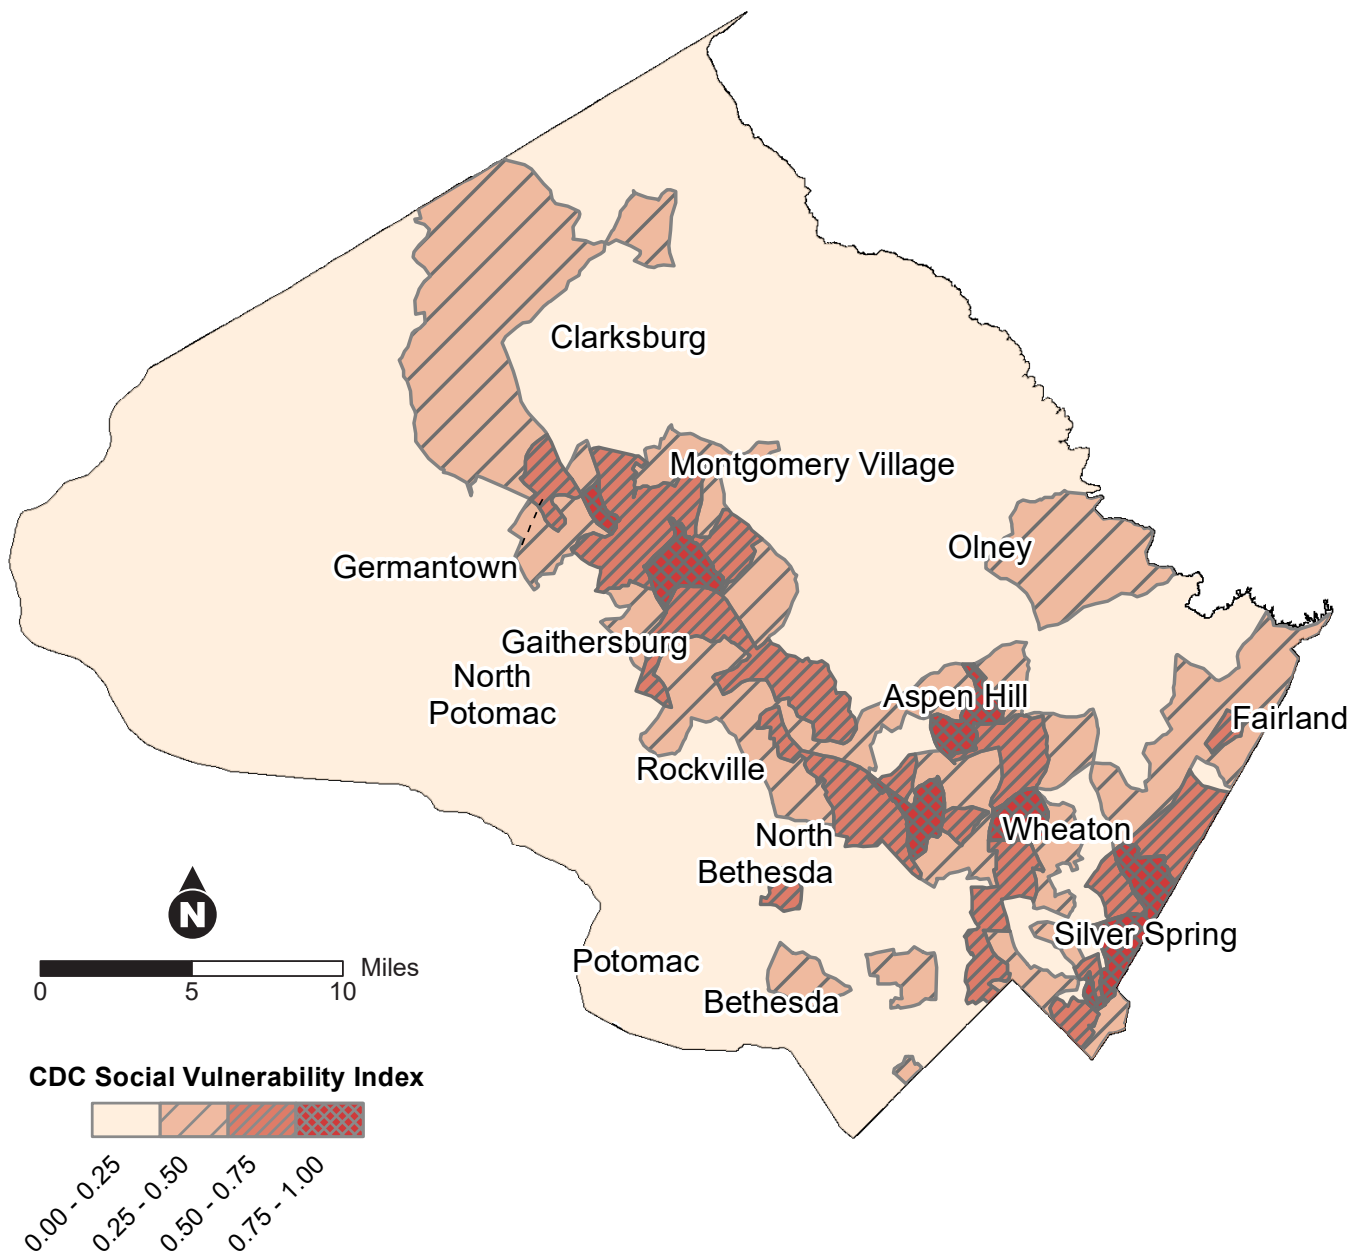 Clarksburg
Montgomery Village
Olney
Germantown
Gaithersburg
North
Potomac
Aspen Hill
Fairland
Rockville
North
Bethesda
Wheaton
Silver Spring
Potomac
Bethesda
N
Miles
0 5 10
CDC Social Vulnerability Index
0.00 - 0.25
0.25 - 0.50
0.50 - 0.75
0.75 - 1.00